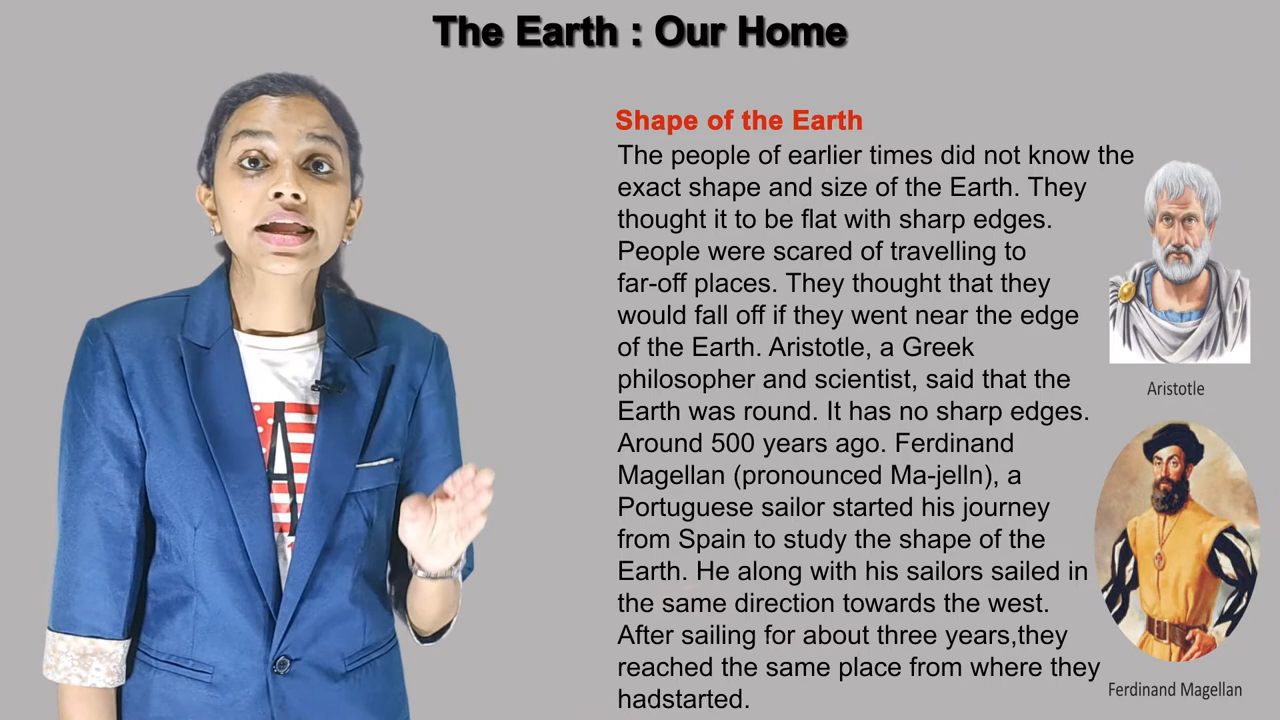 The Earth : Our Home
Shape of the Earth
The people of earlier times did not know the
exact shape and size of the Earth. They
thought it to be flat with sharp edges.
People were scared of travelling to
far-off places. They thought that they
would fall off if they went near the edge
of the Earth. Aristotle, a Greek
philosopher and scientist, said that the
Earth was round. It has no sharp edges.
Around 500 years ago. Ferdinand
Magellan (pronounced Ma-jelln), a
Portuguese sailor started his journey
from Spain to study the shape of the
Earth. He along with his sailors sailed in
the same direction towards the west.
After sailing for about three years,they
reached the same place from where they
hadstarted.
Aristotle
Ferdinand Magellan
A